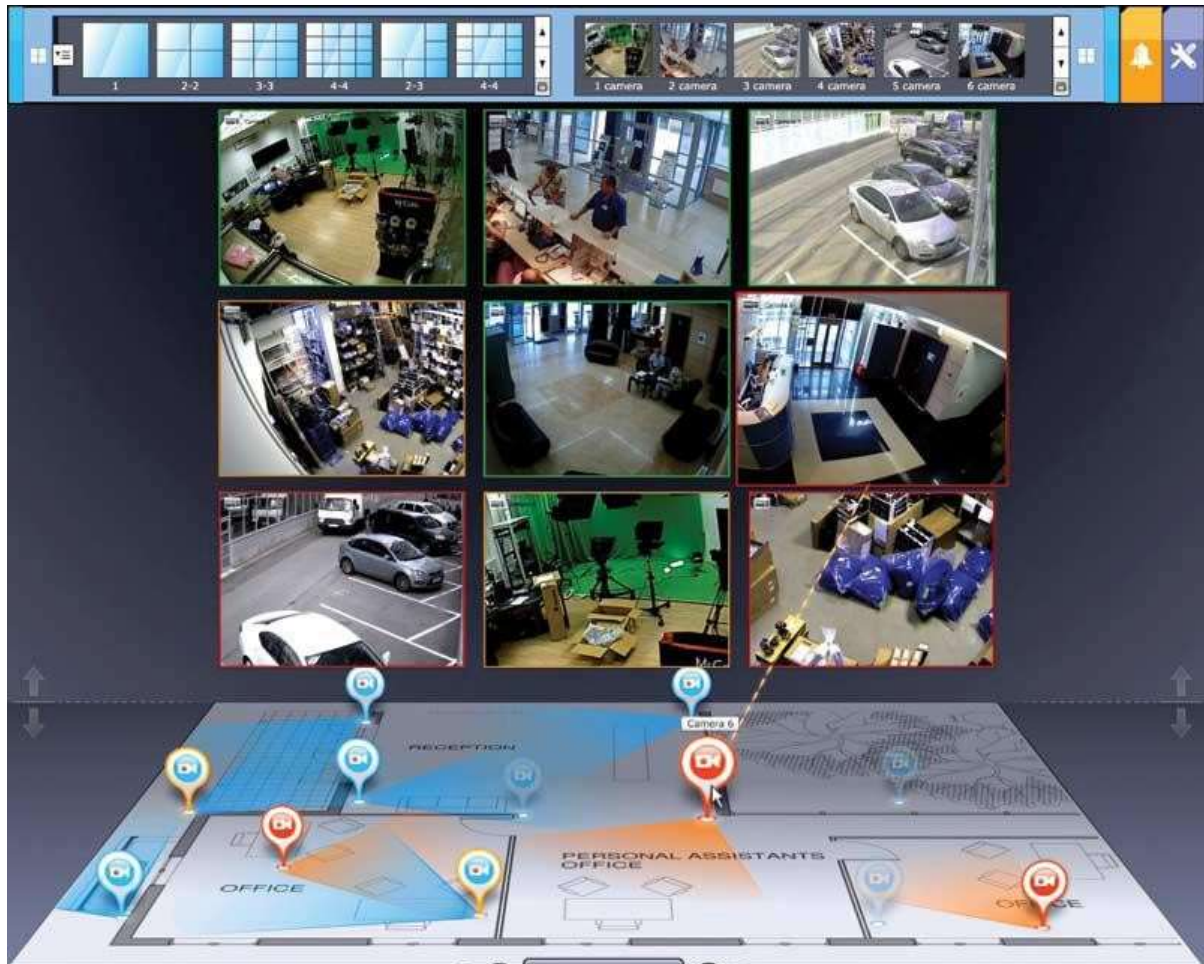 1
2-2
3-3
4-4
2-3
4-4
1 camera
2 camera
3 camera
4 camera
5 camera
6 camera
Camera 6
RECEPTION
PERSONAL ASSISTANTS
OFFICE
OFFICE
OFFICE